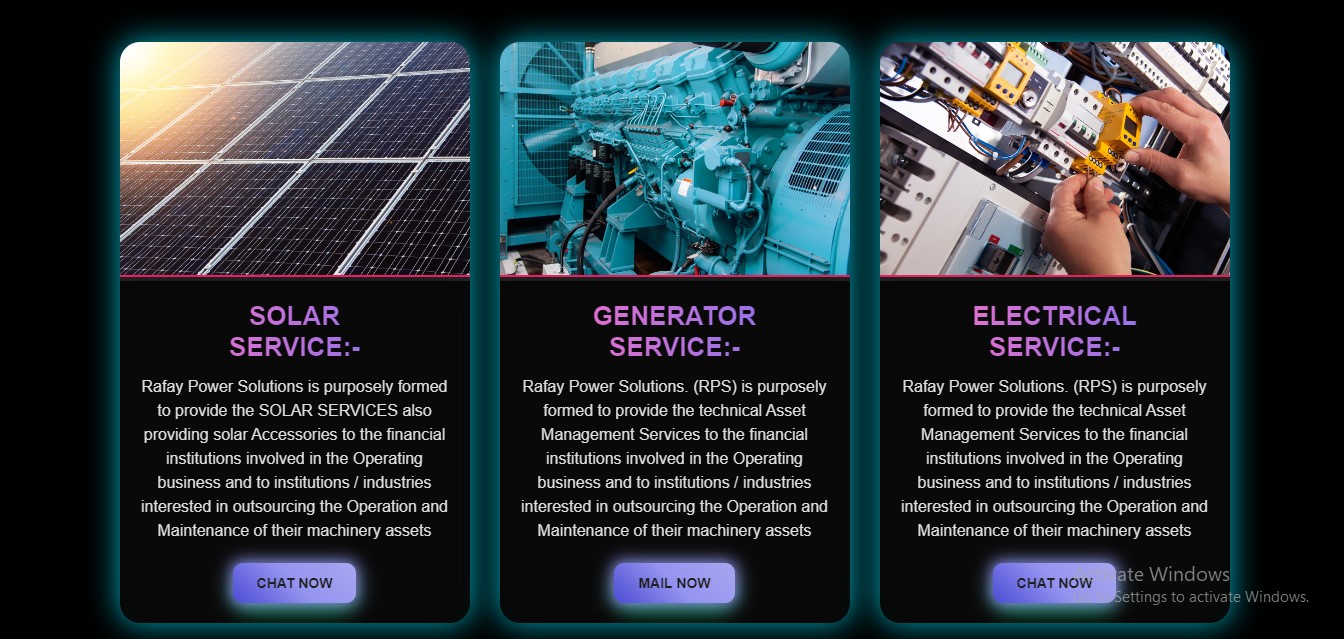 SOLAR
SERVICE:-
Rafay Power Solutions is purposely formed
to provide the SOLAR SERVICES also
providing solar Accessories to the financial
institutions involved in the Operating
business and to institutions / industries
interested in outsourcing the Operation and
Maintenance of their machinery assets
CHAT NOW
GENERATOR
SERVICE:-
Rafay Power Solutions. (RPS) is purposely
formed to provide the technical Asset
Management Services to the financial
institutions involved in the Operating
business and to institutions / industries
interested in outsourcing the Operation and
Maintenance of their machinery assets
MAIL NOW
ELECTRICAL
SERVICE:-
Rafay Power Solutions. (RPS) is purposely
formed to provide the technical Asset
Management Services to the financial
institutions involved in the Operating
business and to institutions / industries
interested in outsourcing the Operation and
Maintenance of their machinery assets
CHAT NOW
Activate Windows
Settings to activate Windows.